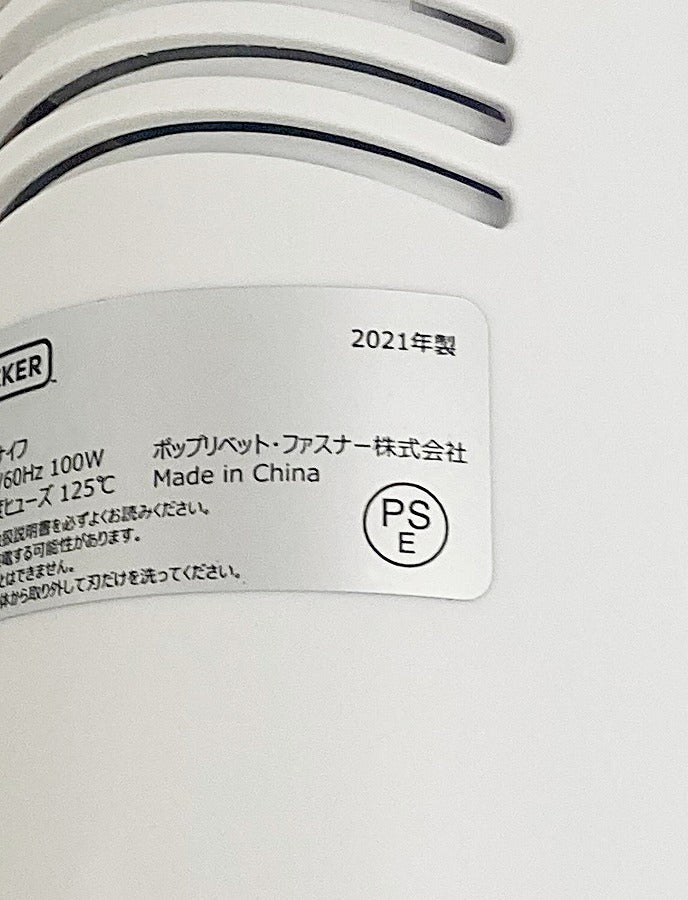 KER
2021年製
ナイフ
/60Hz 100W
ヒューズ 125℃
ポップリベット・ファスナー株式会社
Made in China
PS
E
扱説明書を必ずよくお読みください。
電する可能性があります。
とはできません。
体から取り外して刃だけを洗ってください。